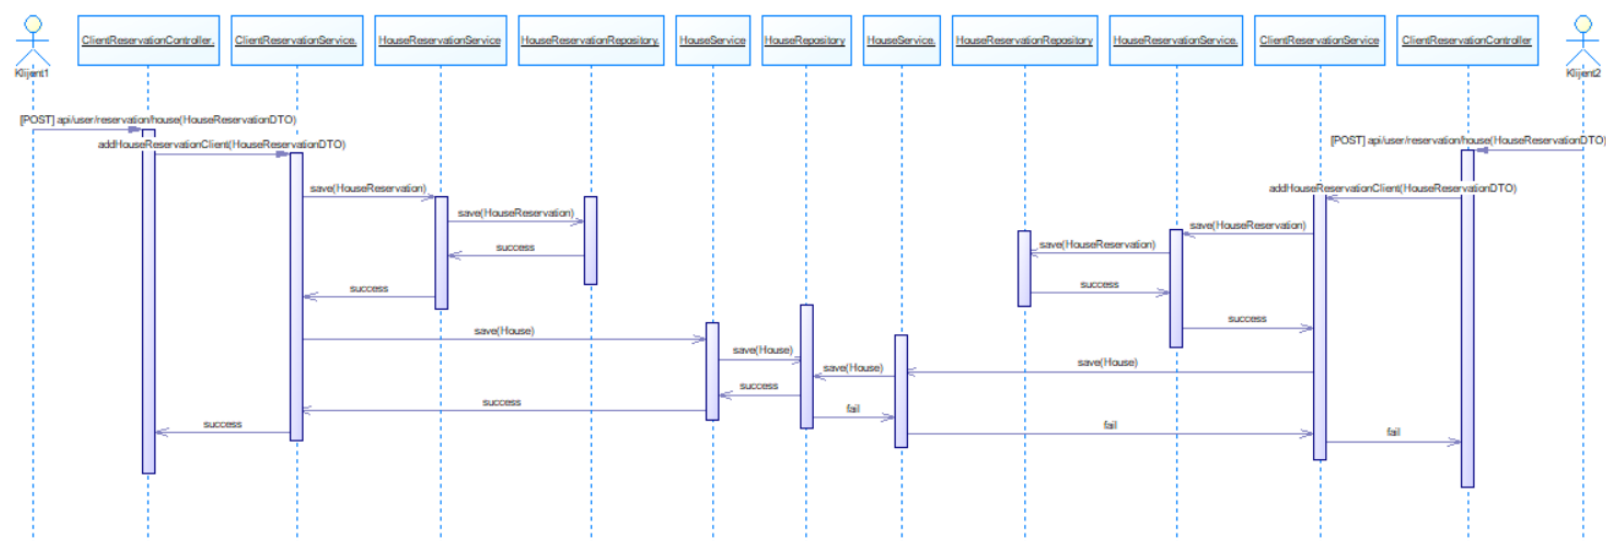 ClientReservationController.
ClientReservationService.
HouseReservationService
HouseReservationRepository.
HouseService
HouseRepository
HouseService.
HouseReservationRepository
HouseReservationService.
ClientReservationService
ClientReservationController
Klijent1
Klijent2
[POST] api/user/reservation/house(HouseReservationDTO)
[POST] api/user/reservation/house(HouseReservationDTO)
addHouseReservationClient(HouseReservationDTO)
addHouseReservationClient(HouseReservationDTO)
save(HouseReservation)
save(HouseReservation)
save(HouseReservation)
save(HouseReservation)
success
success
success
success
save(House)
save(House)
save(House)
save(House)
success
success
fail
success
fail
fail